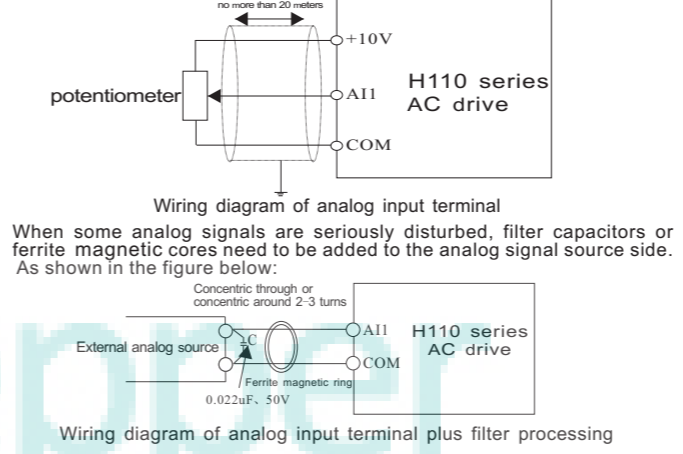 no more than 20 meters
+10V
potentiometer
AI1
H110 series
AC drive
COM
Wiring diagram of analog input terminal
When some analog signals are seriously disturbed, filter capacitors or
ferrite magnetic cores need to be added to the analog signal source side.
As shown in the figure below:
Concentric through or
concentric around 2-3 turns
External analog source
C
AI1
H110 series
AC drive
COM
Ferrite magnetic ring
0.022uF、50V
Wiring diagram of analog input terminal plus filter processing